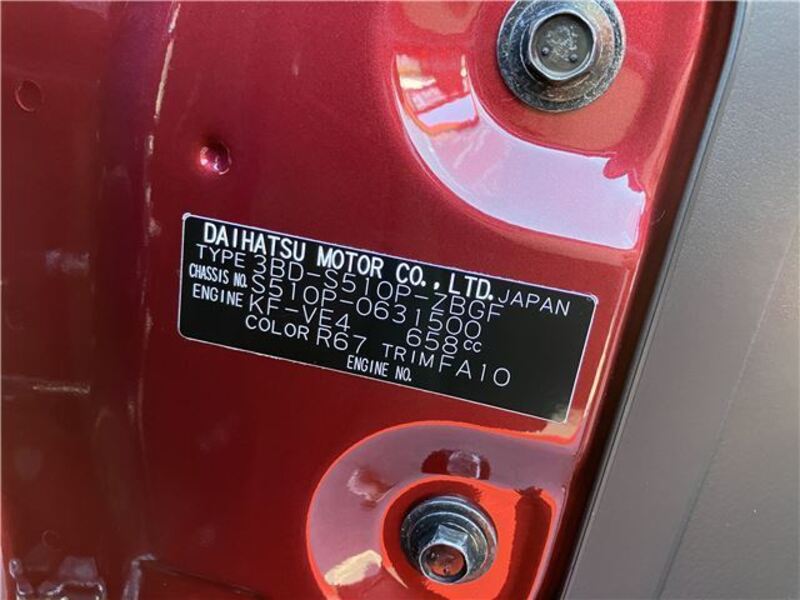 DAIHATSU MOTOR CO., LTD. JAPAN
TYPE 3BD-S510P-ZBGF
CHASSIS NO. S510P-0631500
ENGINE KF-VE4 658cc
COLOR R67 TRIM FA10
ENGINE NO.